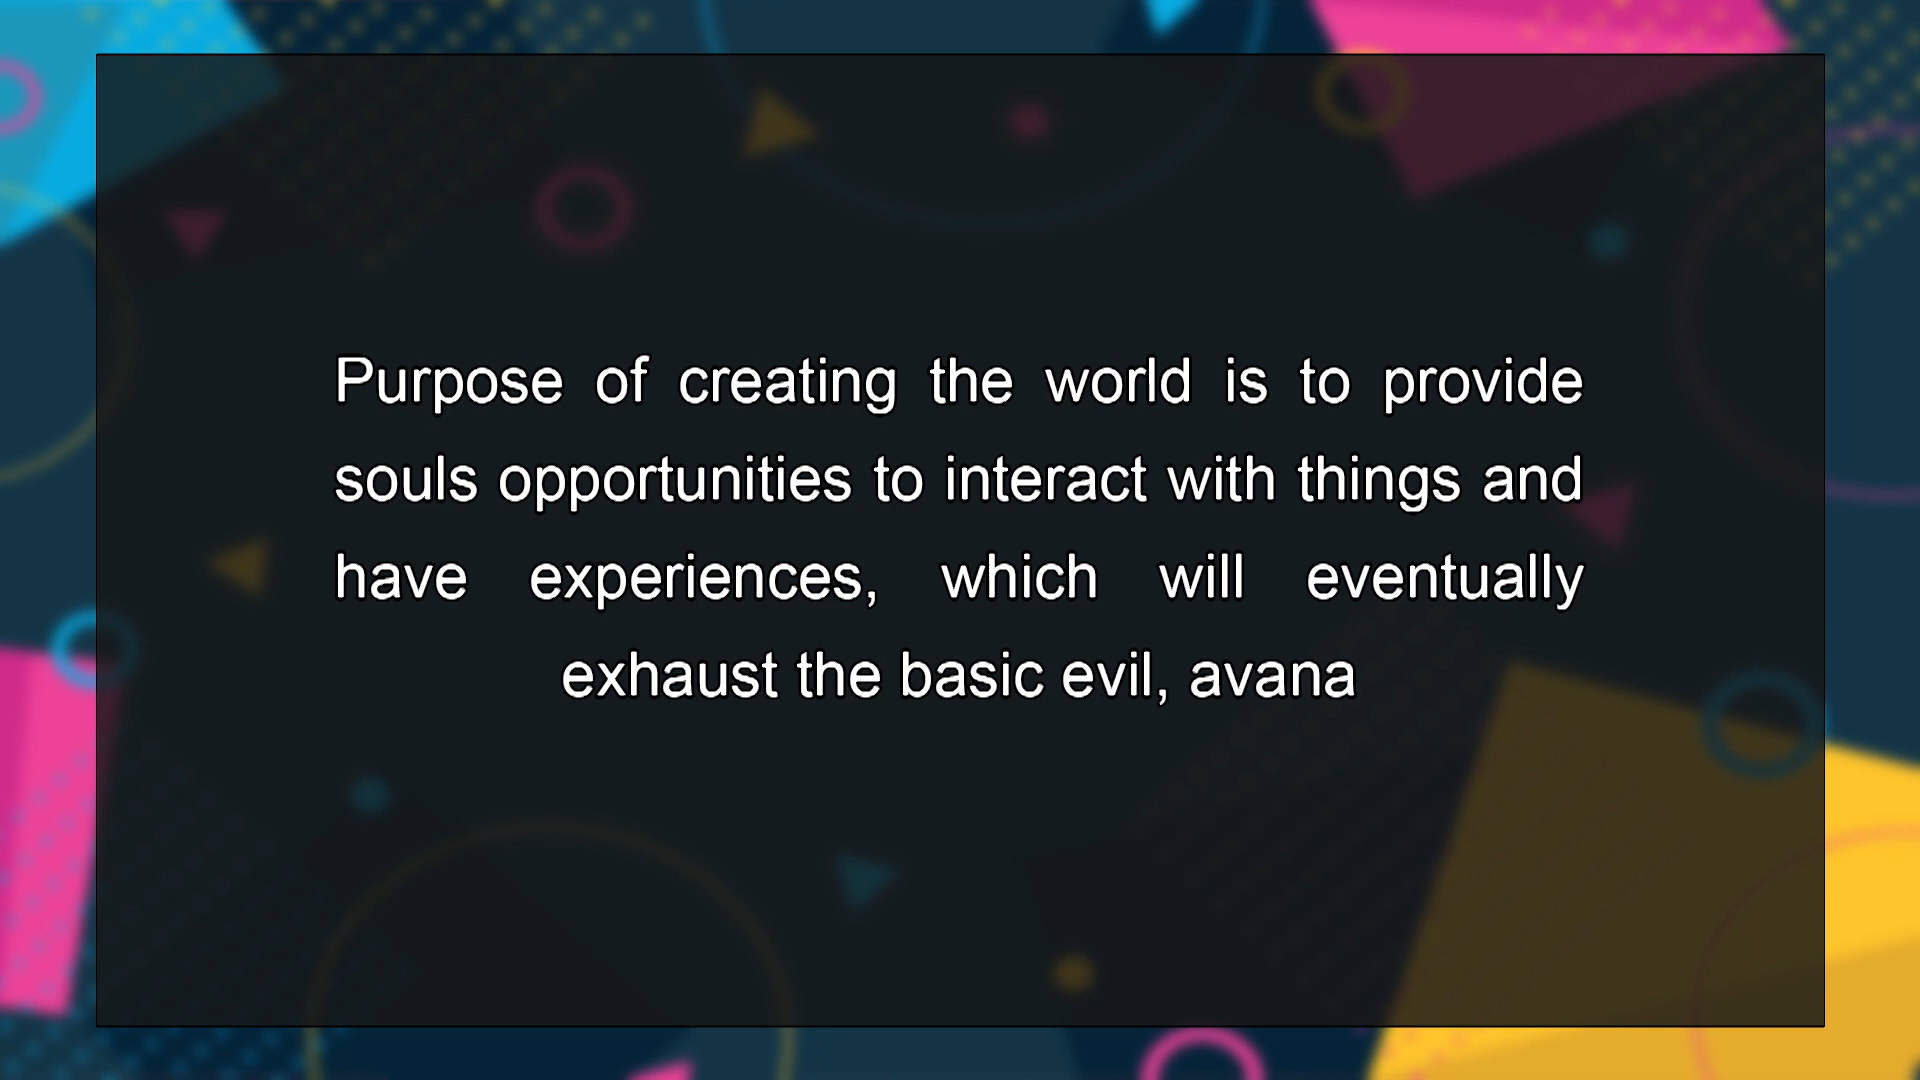 Purpose of creating the world is to provide
souls opportunities to interact with things and
have experiences, which will eventually
exhaust the basic evil, avana